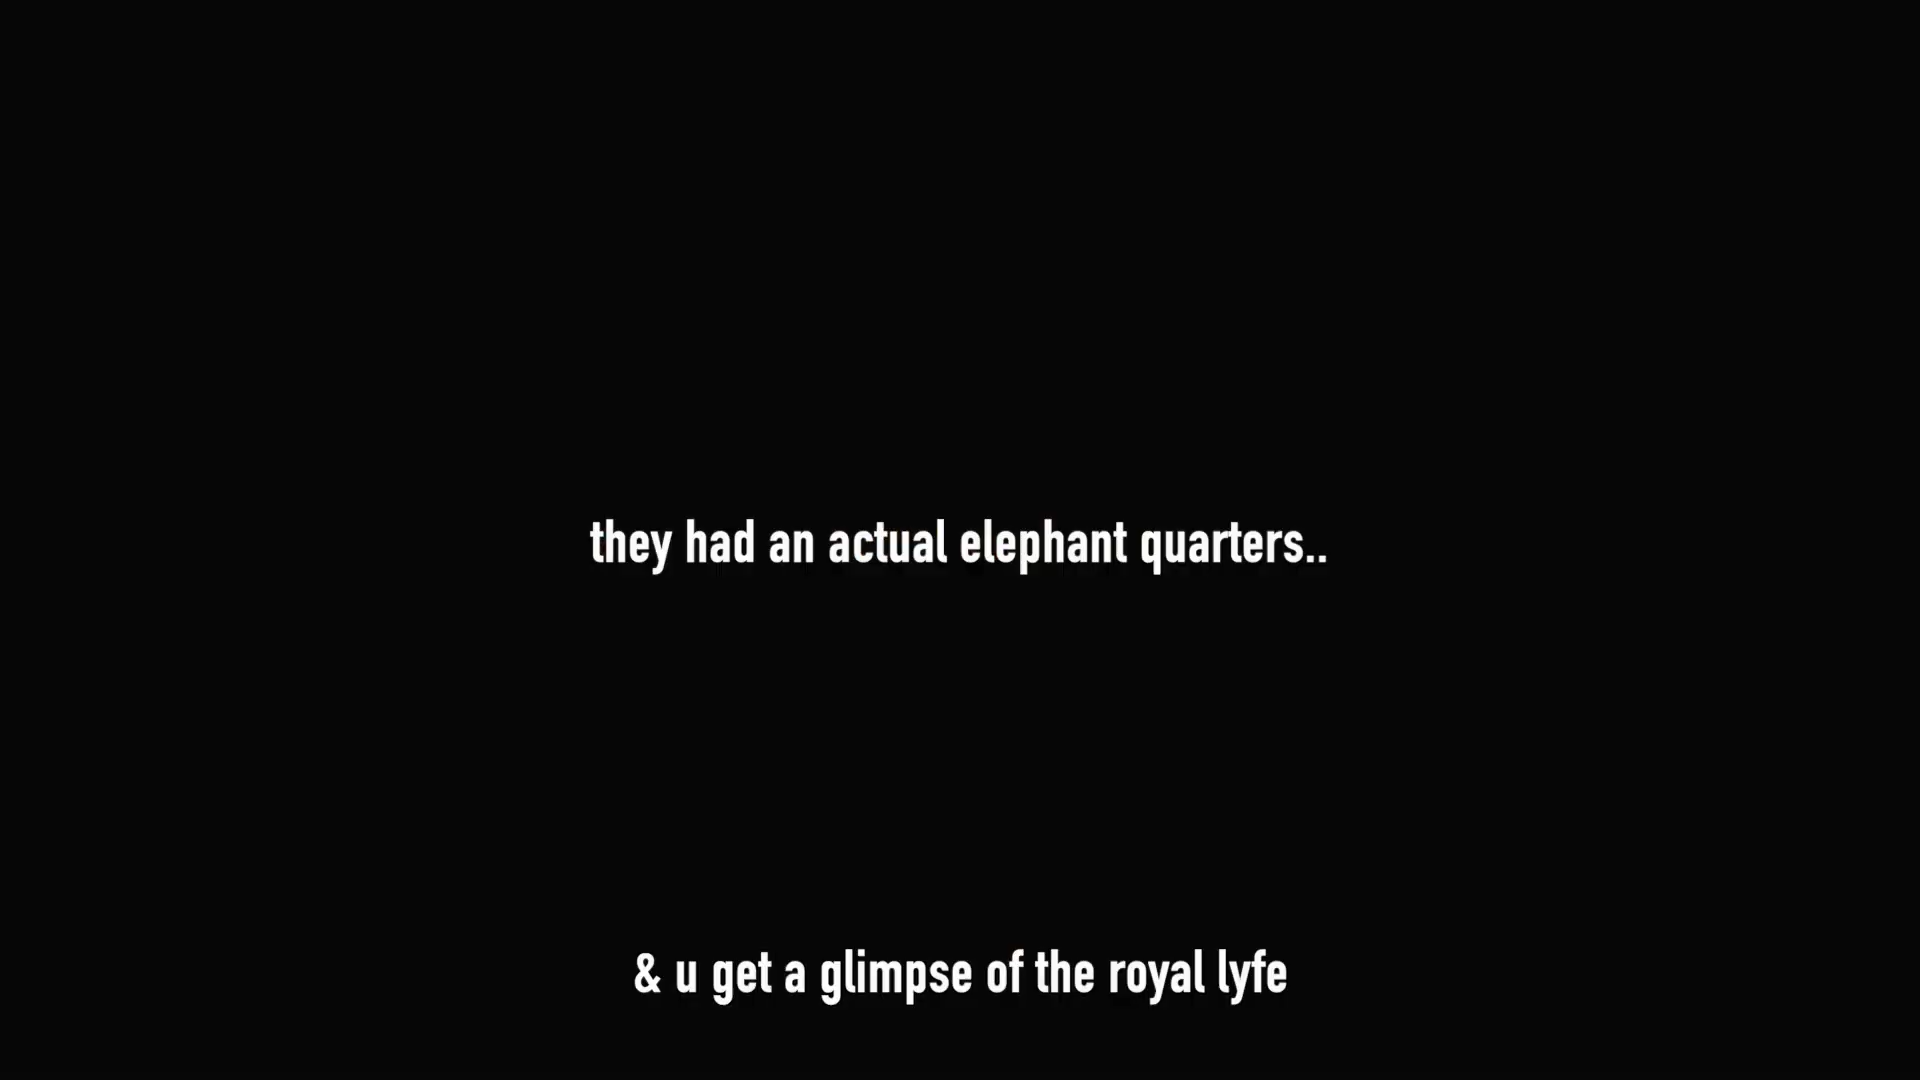 they had an actual elephant quarters..
& u get a glimpse of the royal lyfe